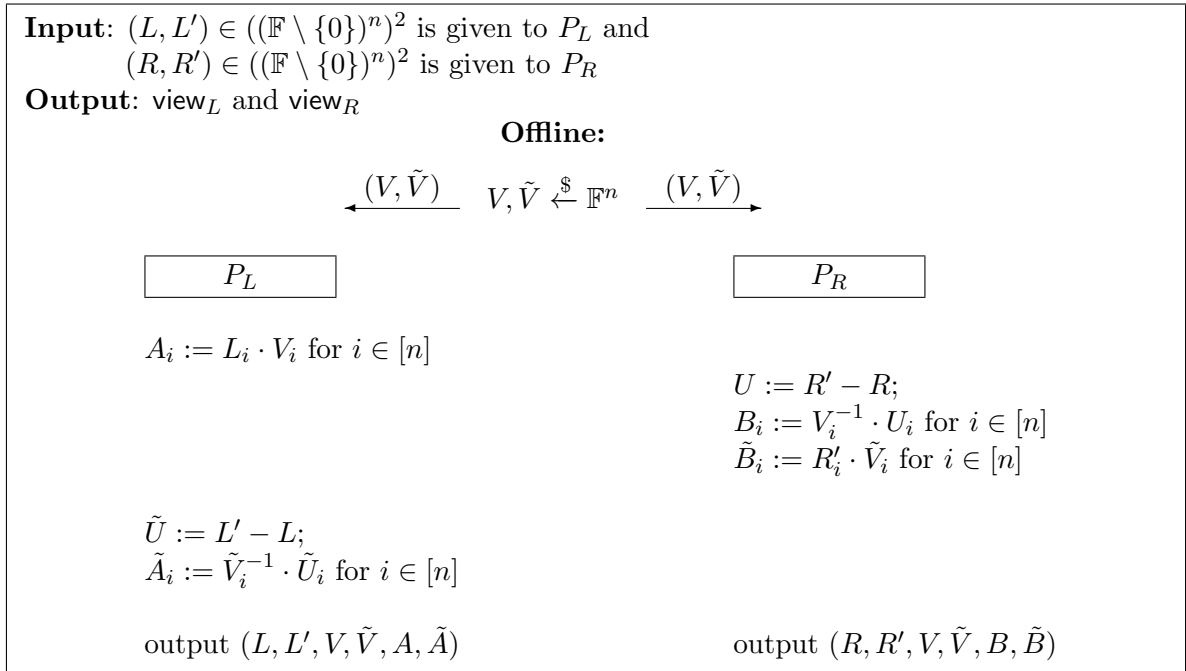 Input: (L, L′) ∈ ((𝔽 \ {0})ⁿ)² is given to P_L and
(R, R′) ∈ ((𝔽 \ {0})ⁿ)² is given to P_R
Output: view_L and view_R
Offline:
(V, Ṽ) V, Ṽ ←$ 𝔽ⁿ (V, Ṽ)
P_L P_R
A_i := L_i · V_i for i ∈ [n]
U := R′ − R;
B_i := V_i⁻¹ · U_i for i ∈ [n]
B̃_i := R′_i · Ṽ_i for i ∈ [n]
Ũ := L′ − L;
Ã_i := Ṽ_i⁻¹ · Ũ_i for i ∈ [n]
output (L, L′, V, Ṽ, A, Ã) output (R, R′, V, Ṽ, B, B̃)